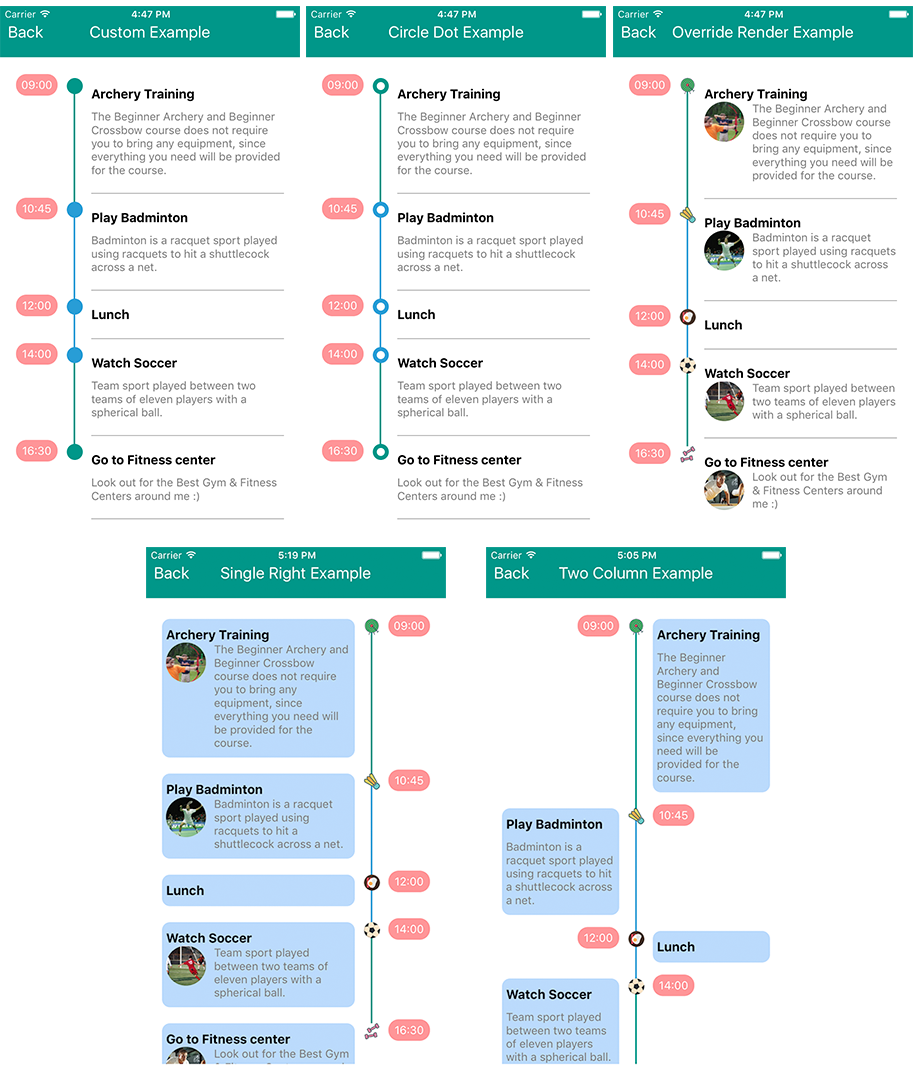 Carrier 4:47 PM
Back Custom Example
09:00
Archery Training
The Beginner Archery and Beginner
Crossbow course does not require
you to bring any equipment, since
everything you need will be provided
for the course.
10:45
Play Badminton
Badminton is a racquet sport played
using racquets to hit a shuttlecock
across a net.
12:00
Lunch
14:00
Watch Soccer
Team sport played between two
teams of eleven players with a
spherical ball.
16:30
Go to Fitness center
Look out for the Best Gym & Fitness
Centers around me :)
Carrier 4:47 PM
Back Circle Dot Example
09:00
Archery Training
The Beginner Archery and Beginner
Crossbow course does not require
you to bring any equipment, since
everything you need will be provided
for the course.
10:45
Play Badminton
Badminton is a racquet sport played
using racquets to hit a shuttlecock
across a net.
12:00
Lunch
14:00
Watch Soccer
Team sport played between two
teams of eleven players with a
spherical ball.
16:30
Go to Fitness center
Look out for the Best Gym & Fitness
Centers around me :)
Carrier 4:47 PM
Back Override Render Example
09:00
Archery Training
The Beginner Archery and
Beginner Crossbow course
does not require you to
bring any equipment, since
everything you need will be
provided for the course.
10:45
Play Badminton
Badminton is a racquet
sport played using racquets
to hit a shuttlecock across
a net.
12:00
Lunch
14:00
Watch Soccer
Team sport played between
two teams of eleven players
with a spherical ball.
16:30
Go to Fitness center
Look out for the Best Gym
& Fitness Centers around
me :)
Carrier 5:19 PM
Back Single Right Example
Archery Training
The Beginner Archery and
Beginner Crossbow
course does not require
you to bring any
equipment, since
everything you need will
be provided for the
course.
09:00
Play Badminton
Badminton is a racquet
sport played using
racquets to hit a
shuttlecock across a net.
10:45
Lunch
12:00
Watch Soccer
Team sport played
between two teams of
eleven players with a
spherical ball.
14:00
Go to Fitness center
Look out for the Best Gym
16:30
Carrier 5:05 PM
Back Two Column Example
09:00
Archery Training
The Beginner
Archery and
Beginner Crossbow
course does not
require you to bring
any equipment,
since everything you
need will be
provided for the
course.
Play Badminton
Badminton is a
racquet sport played
using racquets to hit
a shuttlecock across
a net.
10:45
12:00
Lunch
Watch Soccer
Team sport played
between two teams
of eleven players
with a spherical ball.
14:00